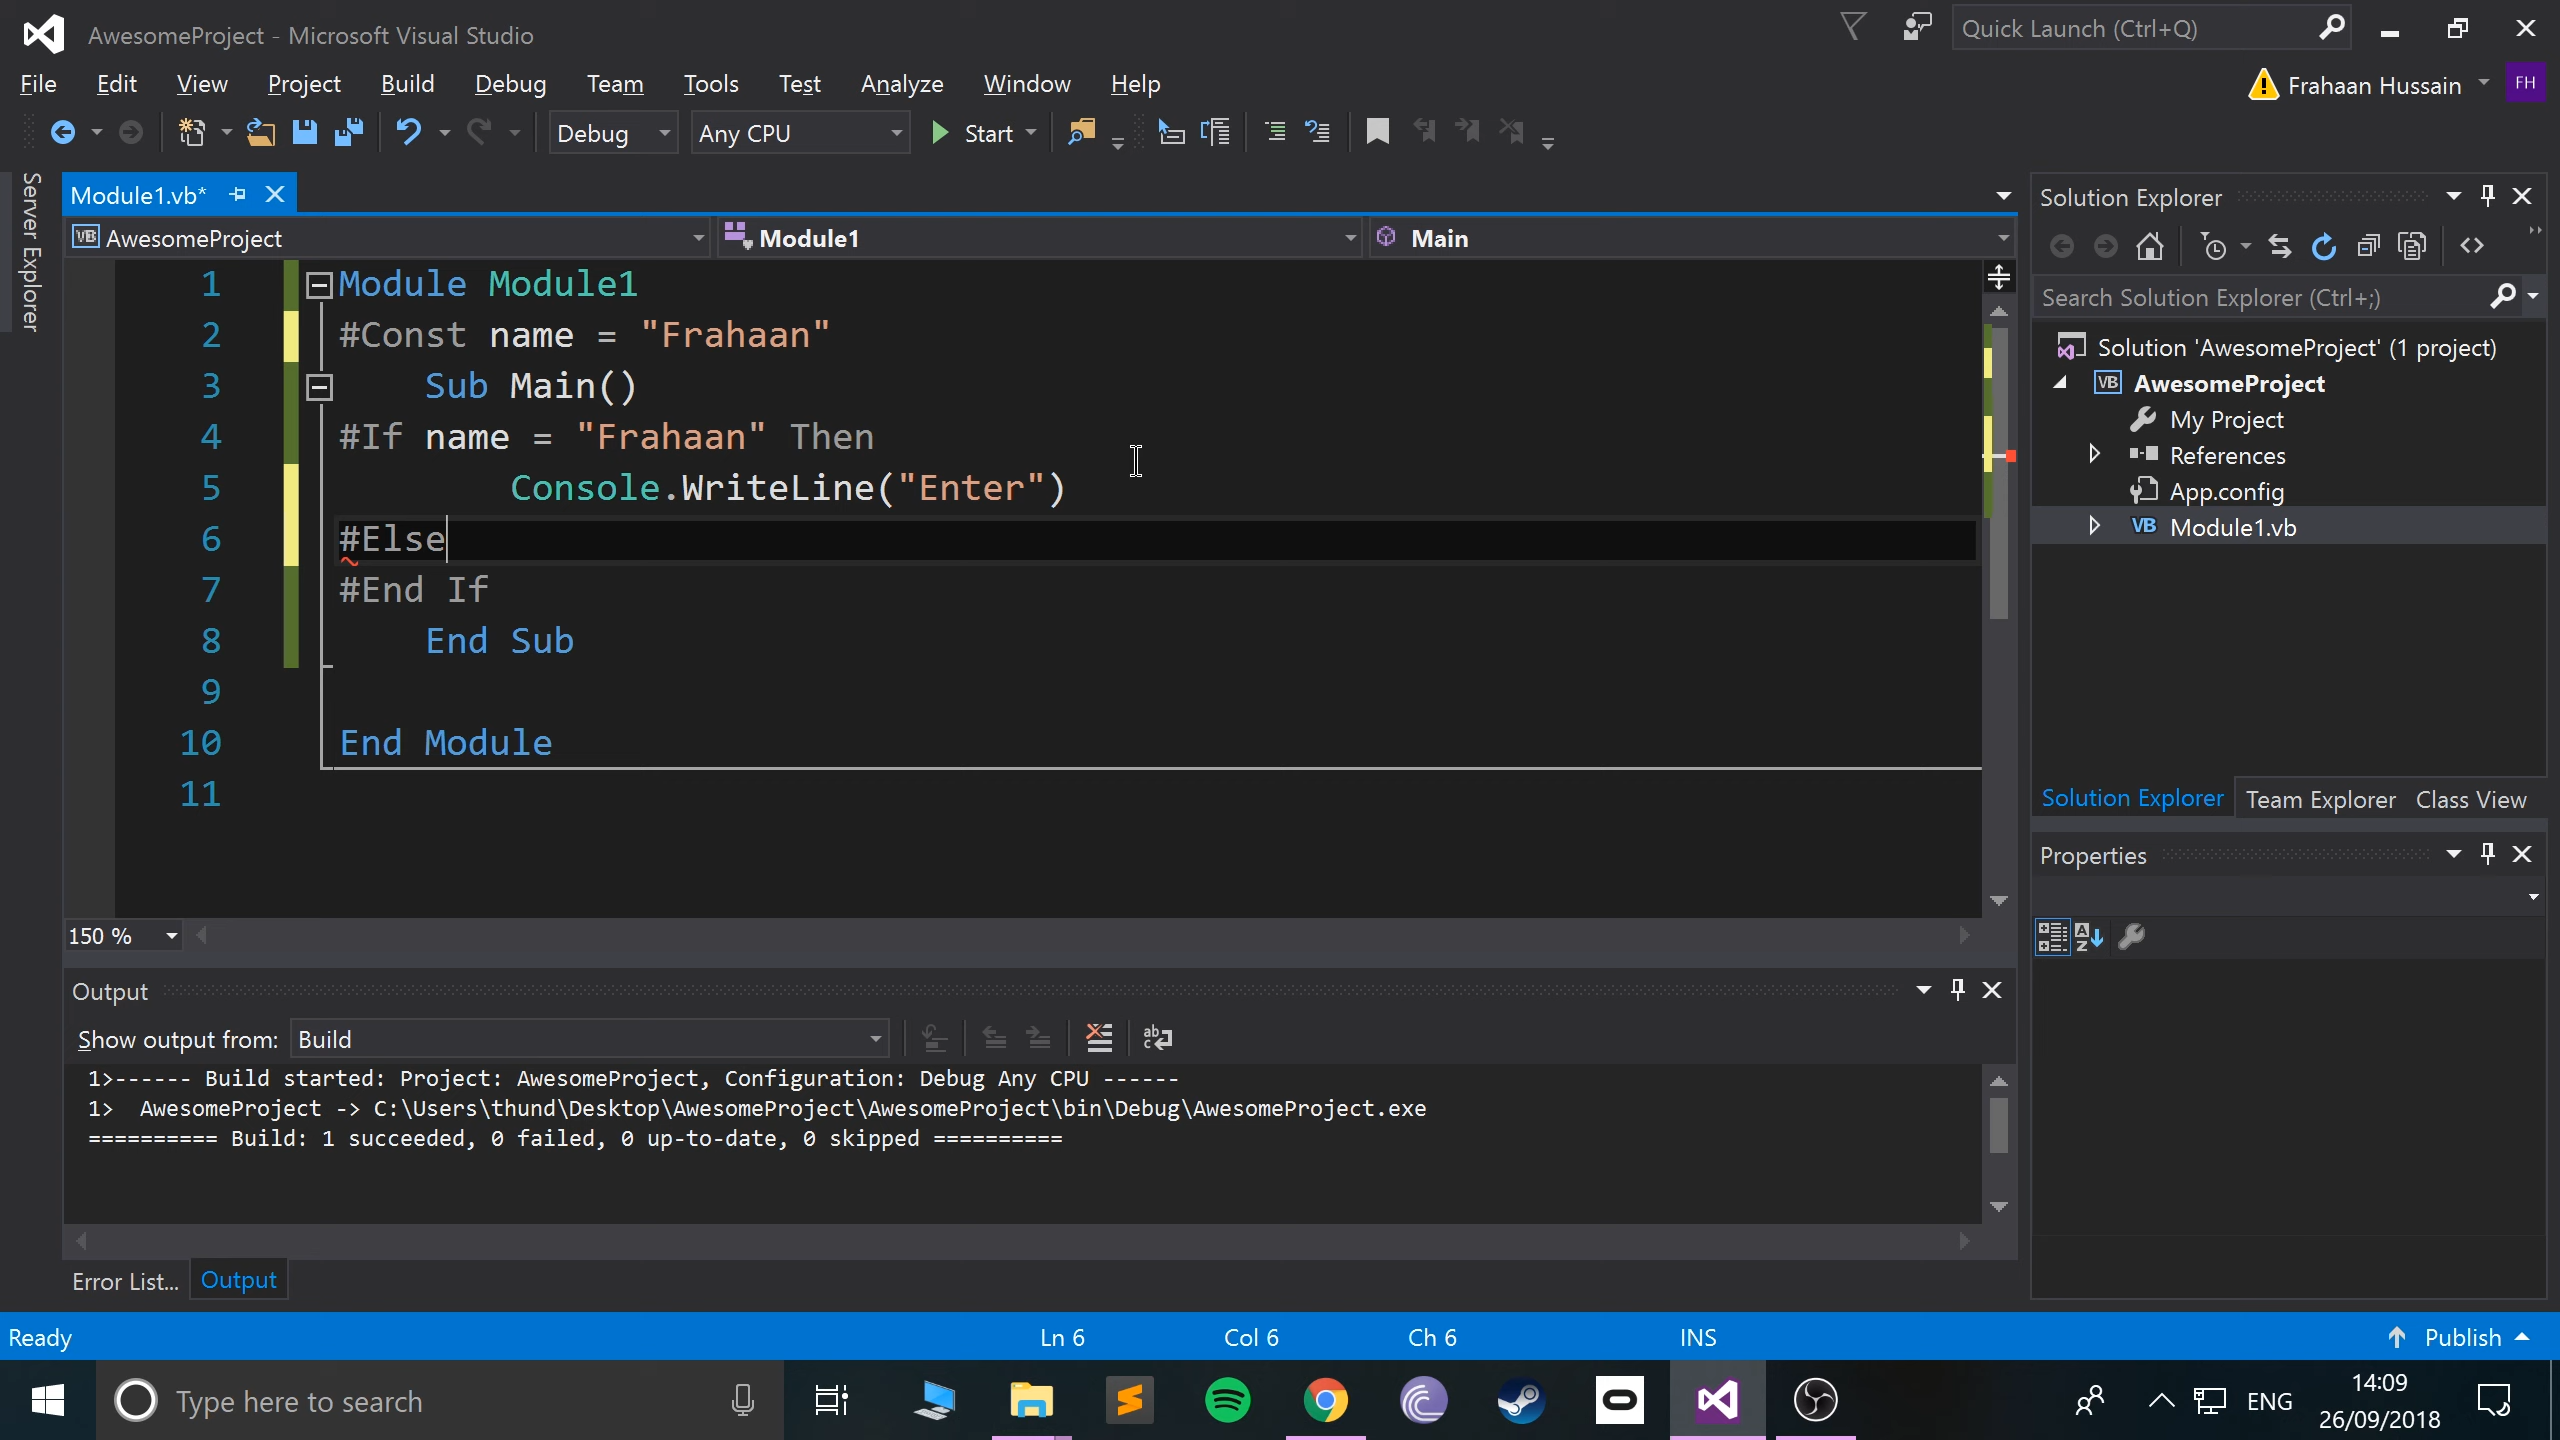 AwesomeProject - Microsoft Visual Studio
Quick Launch (Ctrl+Q)
File Edit View Project Build Debug Team Tools Test Analyze Window Help
Frahaan Hussain FH
Debug Any CPU Start
Server Explorer
Module1.vb*
VB AwesomeProject Module1 Main
1 Module Module1
2 #Const name = "Frahaan"
3 Sub Main()
4 #If name = "Frahaan" Then
5 Console.WriteLine("Enter")
6 #Else
7 #End If
8 End Sub
9
10 End Module
11
150 %
Solution Explorer
Search Solution Explorer (Ctrl+;)
Solution 'AwesomeProject' (1 project)
VB AwesomeProject
My Project
References
App.config
VB Module1.vb
Solution Explorer Team Explorer Class View
Properties
Output
Show output from: Build
1>------ Build started: Project: AwesomeProject, Configuration: Debug Any CPU ------
1>  AwesomeProject -> C:\Users\thund\Desktop\AwesomeProject\AwesomeProject\bin\Debug\AwesomeProject.exe
========== Build: 1 succeeded, 0 failed, 0 up-to-date, 0 skipped ==========
Error List... Output
Ready Ln 6 Col 6 Ch 6 INS Publish
Type here to search
ENG
14:09
26/09/2018